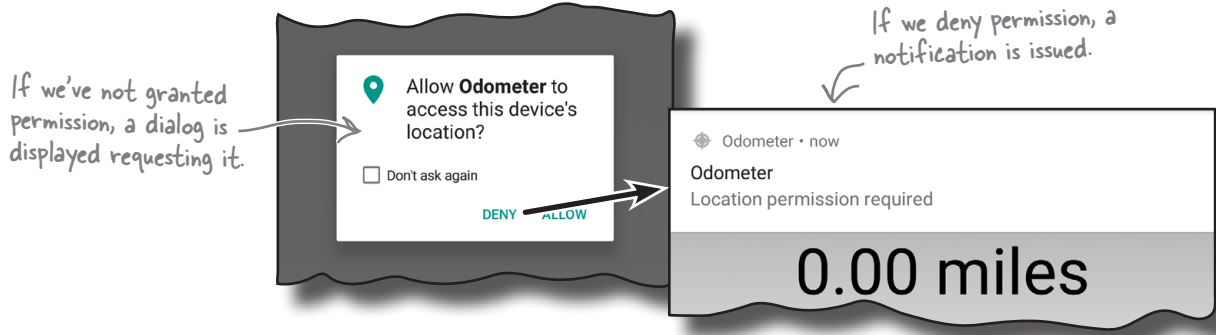 If we've not granted
permission, a dialog is
displayed requesting it.
Allow Odometer to
access this device's
location?
Don't ask again
DENY ALLOW
If we deny permission, a
notification is issued.
Odometer • now
Odometer
Location permission required
0.00 miles